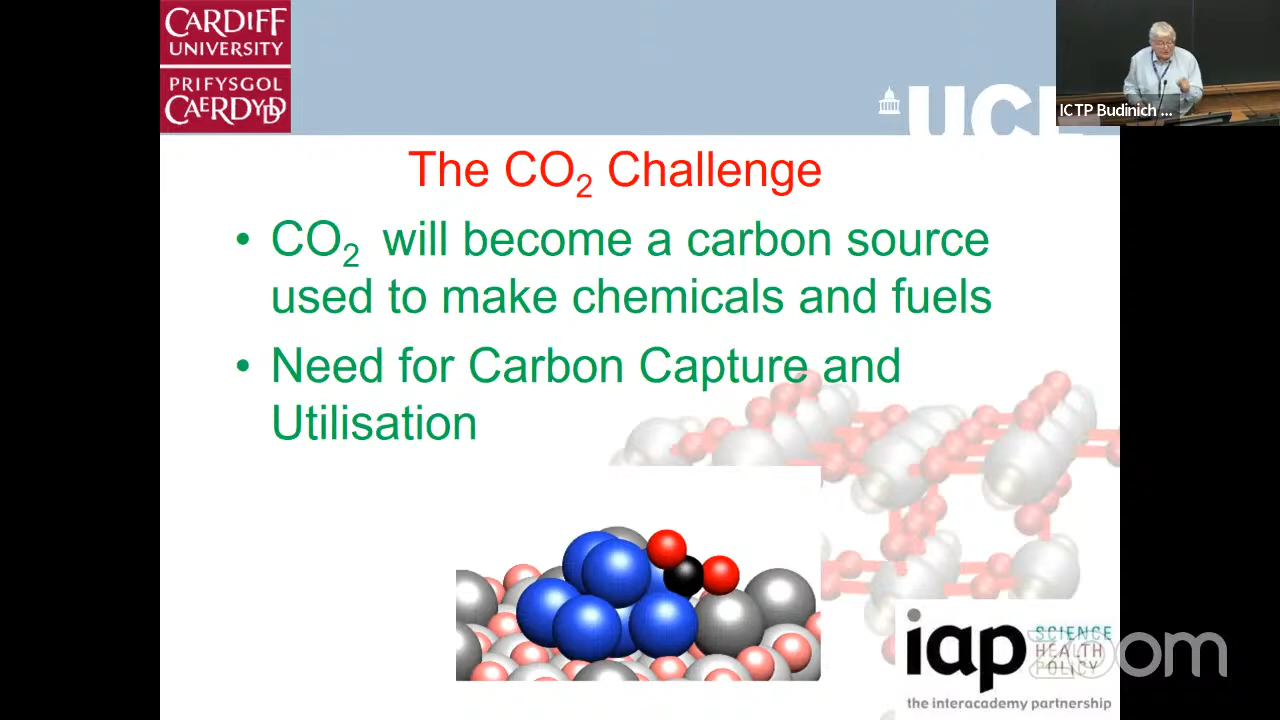 CARDIFF
UNIVERSITY
PRIFYSGOL
CAERDYDD
UCL
ICTP Budinich ...
The CO₂ Challenge
• CO₂ will become a carbon source
used to make chemicals and fuels
• Need for Carbon Capture and
Utilisation
iap SCIENCE
HEALTH
POLICY
the interacademy partnership
zoom